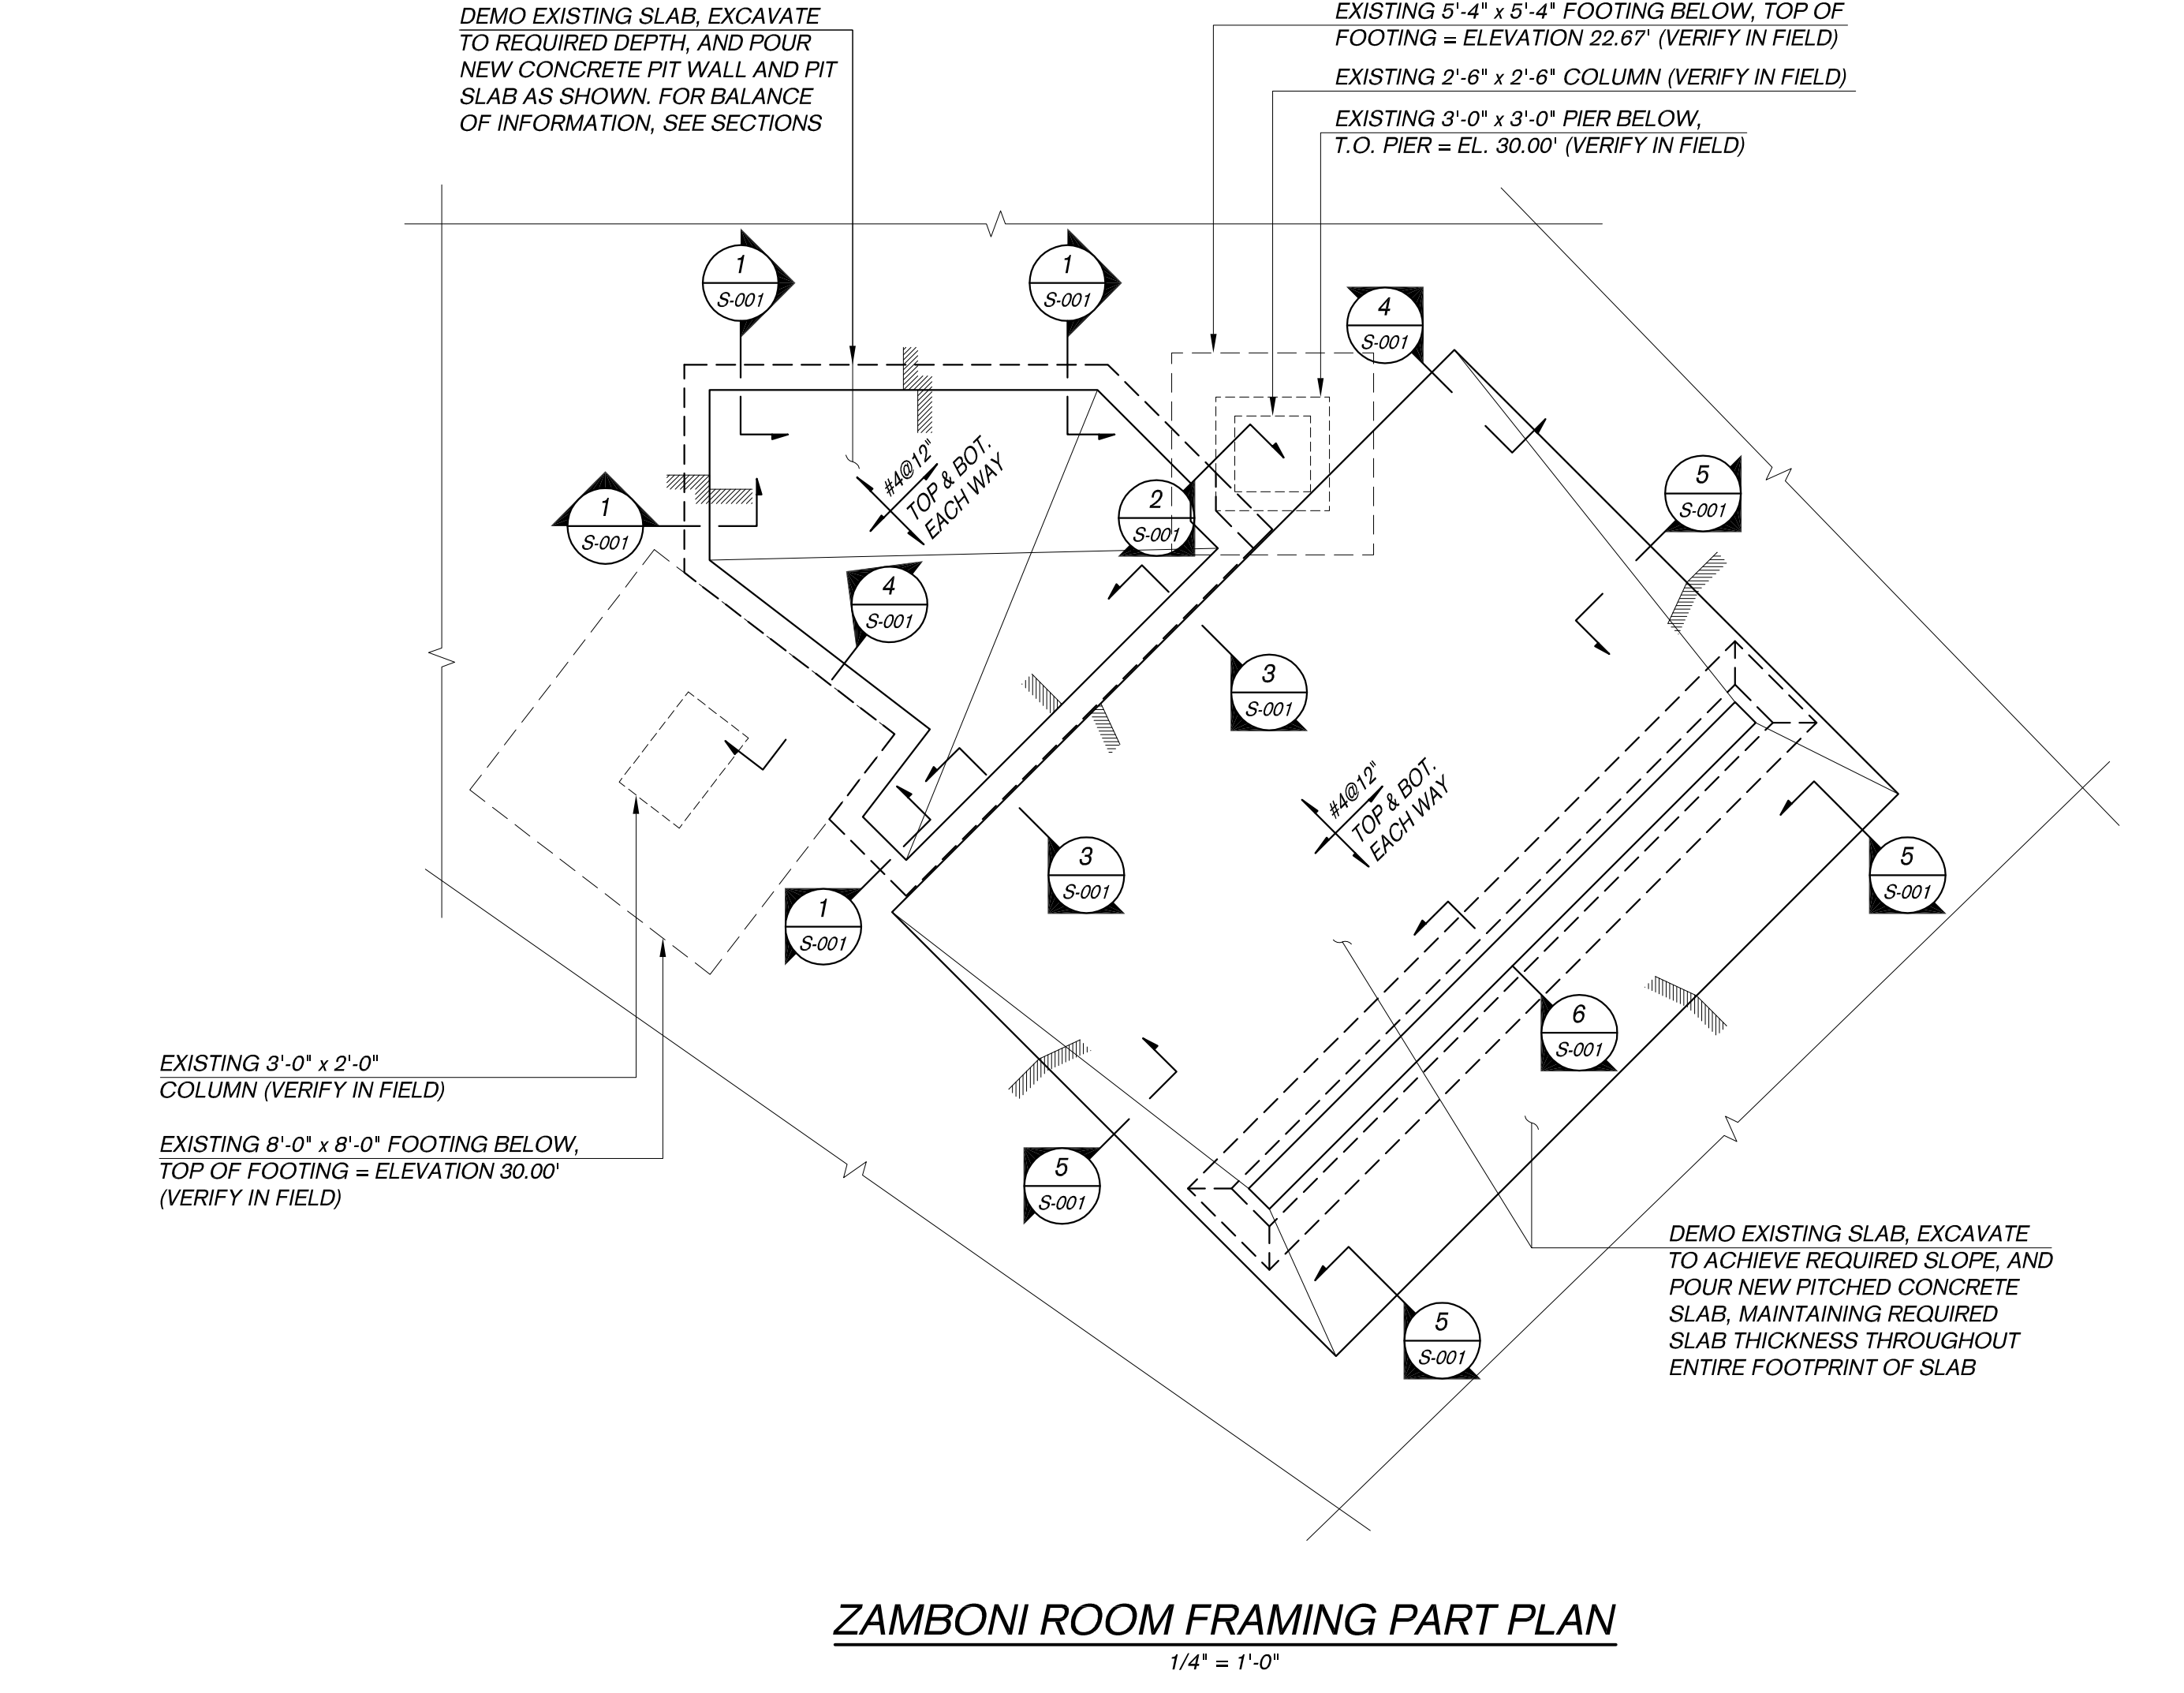 DEMO EXISTING SLAB, EXCAVATE
TO REQUIRED DEPTH, AND POUR
NEW CONCRETE PIT WALL AND PIT
SLAB AS SHOWN. FOR BALANCE
OF INFORMATION, SEE SECTIONS
EXISTING 5'-4" x 5'-4" FOOTING BELOW, TOP OF
FOOTING = ELEVATION 22.67' (VERIFY IN FIELD)
EXISTING 2'-6" x 2'-6" COLUMN (VERIFY IN FIELD)
EXISTING 3'-0" x 3'-0" PIER BELOW,
T.O. PIER = EL. 30.00' (VERIFY IN FIELD)
1
S-001
1
S-001
4
S-001
5
S-001
2
S-001
1
S-001
#4@12"
TOP & BOT.
EACH WAY
4
S-001
3
S-001
#4@12"
TOP & BOT.
EACH WAY
3
S-001
5
S-001
1
S-001
6
S-001
EXISTING 3'-0" x 2'-0"
COLUMN (VERIFY IN FIELD)
EXISTING 8'-0" x 8'-0" FOOTING BELOW,
TOP OF FOOTING = ELEVATION 30.00'
(VERIFY IN FIELD)
5
S-001
5
S-001
DEMO EXISTING SLAB, EXCAVATE
TO ACHIEVE REQUIRED SLOPE, AND
POUR NEW PITCHED CONCRETE
SLAB, MAINTAINING REQUIRED
SLAB THICKNESS THROUGHOUT
ENTIRE FOOTPRINT OF SLAB
ZAMBONI ROOM FRAMING PART PLAN
1/4" = 1'-0"